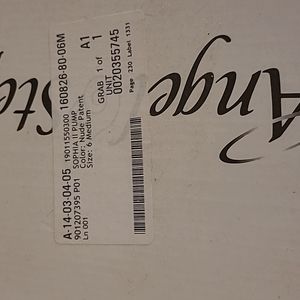 A-14-03-04-05
19011550300
160826-80-06M
SOPHIA II PUMP
Color: Nude Patent
Size: 6 Medium
901207395 P01
Ln 001
A1
GRAB
1 of 1
UNIT
0020355745
Page 230 Label 1331
Ange
Ste